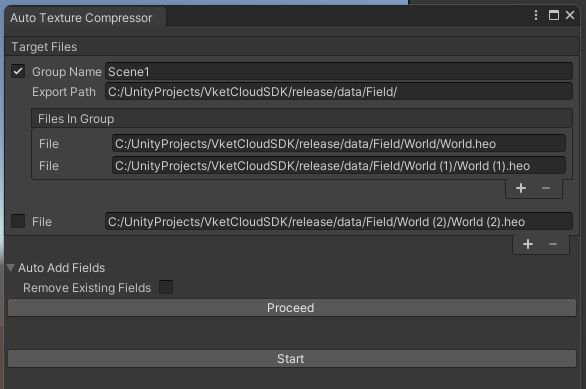 Auto Texture Compressor
Target Files
Group Name Scene1
Export Path C:/UnityProjects/VketCloudSDK/release/data/Field/
Files In Group
File C:/UnityProjects/VketCloudSDK/release/data/Field/World/World.heo
File C:/UnityProjects/VketCloudSDK/release/data/Field/World (1)/World (1).heo
File C:/UnityProjects/VketCloudSDK/release/data/Field/World (2)/World (2).heo
Auto Add Fields
Remove Existing Fields
Proceed
Start